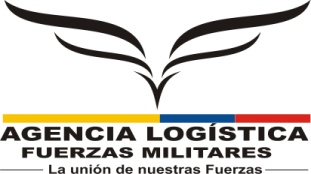 AGENCIA LOGÍSTICA
FUERZAS MILITARES
La unión de nuestras Fuerzas